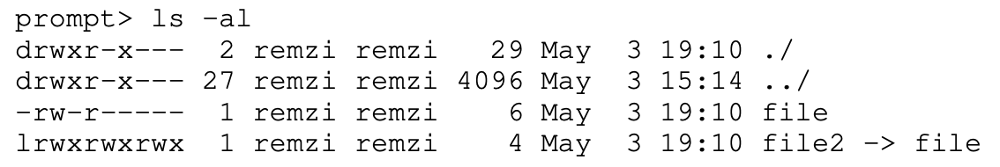 prompt> ls -al
drwxr-x--- 2 remzi remzi 29 May 3 19:10 ./
drwxr-x--- 27 remzi remzi 4096 May 3 15:14 ../
-rw-r----- 1 remzi remzi 6 May 3 19:10 file
lrwxrwxrwx 1 remzi remzi 4 May 3 19:10 file2 -> file